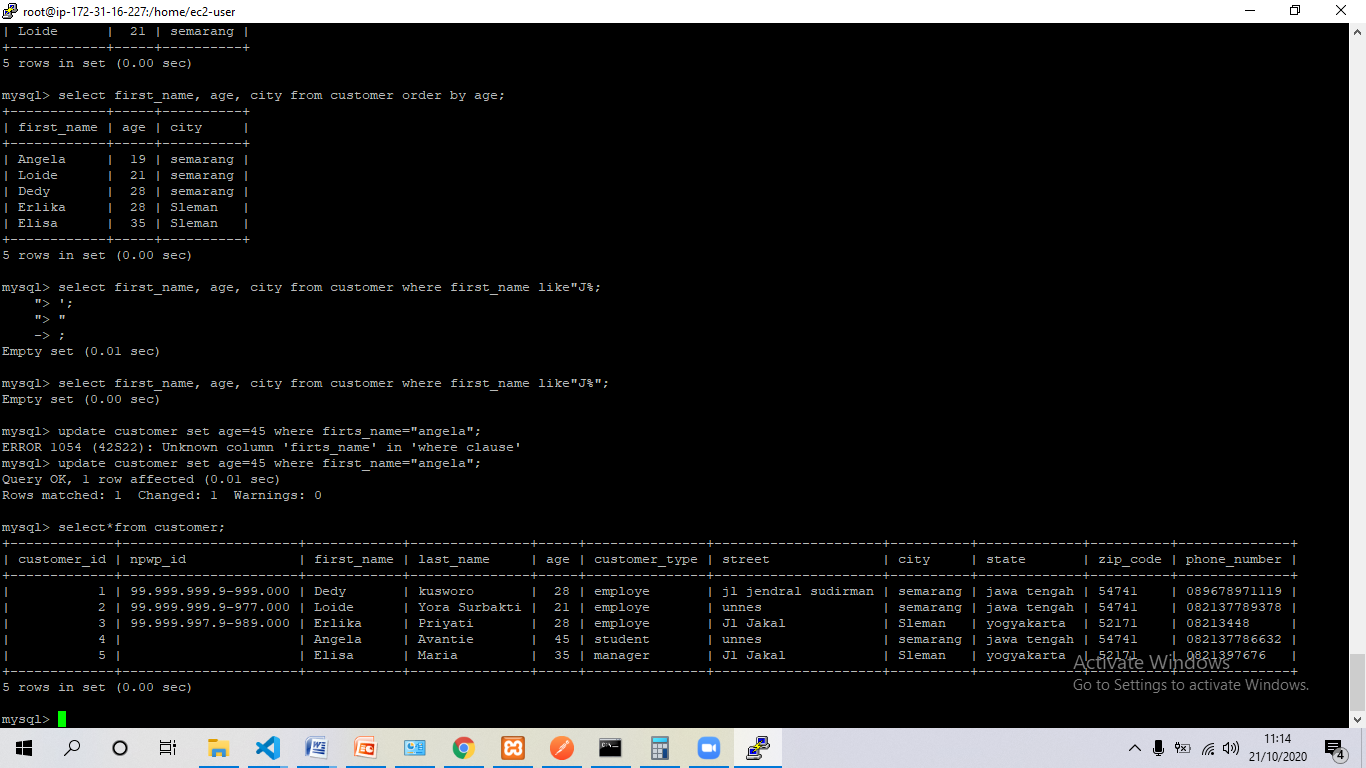 root@ip-172-31-16-227:/home/ec2-user
| Loide      |  21 | semarang |
+------------+-----+----------+
5 rows in set (0.00 sec)
mysql> select first_name, age, city from customer order by age;
+------------+-----+----------+
| first_name | age | city     |
+------------+-----+----------+
| Angela     |  19 | semarang |
| Loide      |  21 | semarang |
| Dedy       |  28 | semarang |
| Erlika     |  28 | Sleman   |
| Elisa      |  35 | Sleman   |
+------------+-----+----------+
5 rows in set (0.00 sec)
mysql> select first_name, age, city from customer where first_name like"J%;
    "> ';
    "> "
    -> ;
Empty set (0.01 sec)
mysql> select first_name, age, city from customer where first_name like"J%";
Empty set (0.00 sec)
mysql> update customer set age=45 where firts_name="angela";
ERROR 1054 (42S22): Unknown column 'firts_name' in 'where clause'
mysql> update customer set age=45 where first_name="angela";
Query OK, 1 row affected (0.01 sec)
Rows matched: 1  Changed: 1  Warnings: 0
mysql> select*from customer;
+-------------+----------------------+------------+---------------+-----+---------------+---------------------+----------+-------------+----------+--------------+
| customer_id | npwp_id              | first_name | last_name     | age | customer_type | street              | city     | state       | zip_code | phone_number |
+-------------+----------------------+------------+---------------+-----+---------------+---------------------+----------+-------------+----------+--------------+
|           1 | 99.999.999.9-999.000 | Dedy       | kusworo       |  28 | employe       | jl jendral sudirman | semarang | jawa tengah | 54741    | 089678971119 |
|           2 | 99.999.999.9-977.000 | Loide      | Yora Surbakti |  21 | employe       | unnes               | semarang | jawa tengah | 54741    | 082137789378 |
|           3 | 99.999.997.9-989.000 | Erlika     | Priyati       |  28 | employe       | Jl Jakal            | Sleman   | yogyakarta  | 52171    | 08213448     |
|           4 |                      | Angela     | Avantie       |  45 | student       | unnes               | semarang | jawa tengah | 54741    | 082137786632 |
|           5 |                      | Elisa      | Maria         |  35 | manager       | Jl Jakal            | Sleman   | yogyakarta  | 52171    | 0821397676   |
+-------------+----------------------+------------+---------------+-----+---------------+---------------------+----------+-------------+----------+--------------+
5 rows in set (0.00 sec)
mysql>
Activate Windows
Go to Settings to activate Windows.
11:14
21/10/2020
4